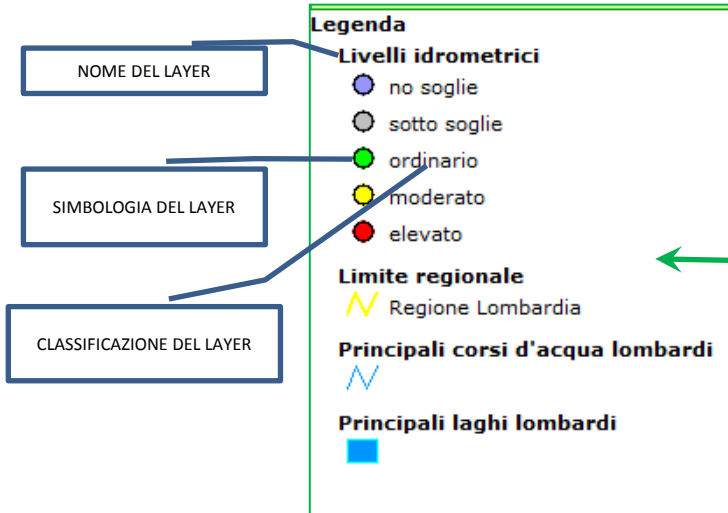 Legenda
Livelli idrometrici
NOME DEL LAYER
no soglie
sotto soglie
ordinario
SIMBOLOGIA DEL LAYER
moderato
elevato
Limite regionale
Regione Lombardia
CLASSIFICAZIONE DEL LAYER
Principali corsi d'acqua lombardi
Principali laghi lombardi